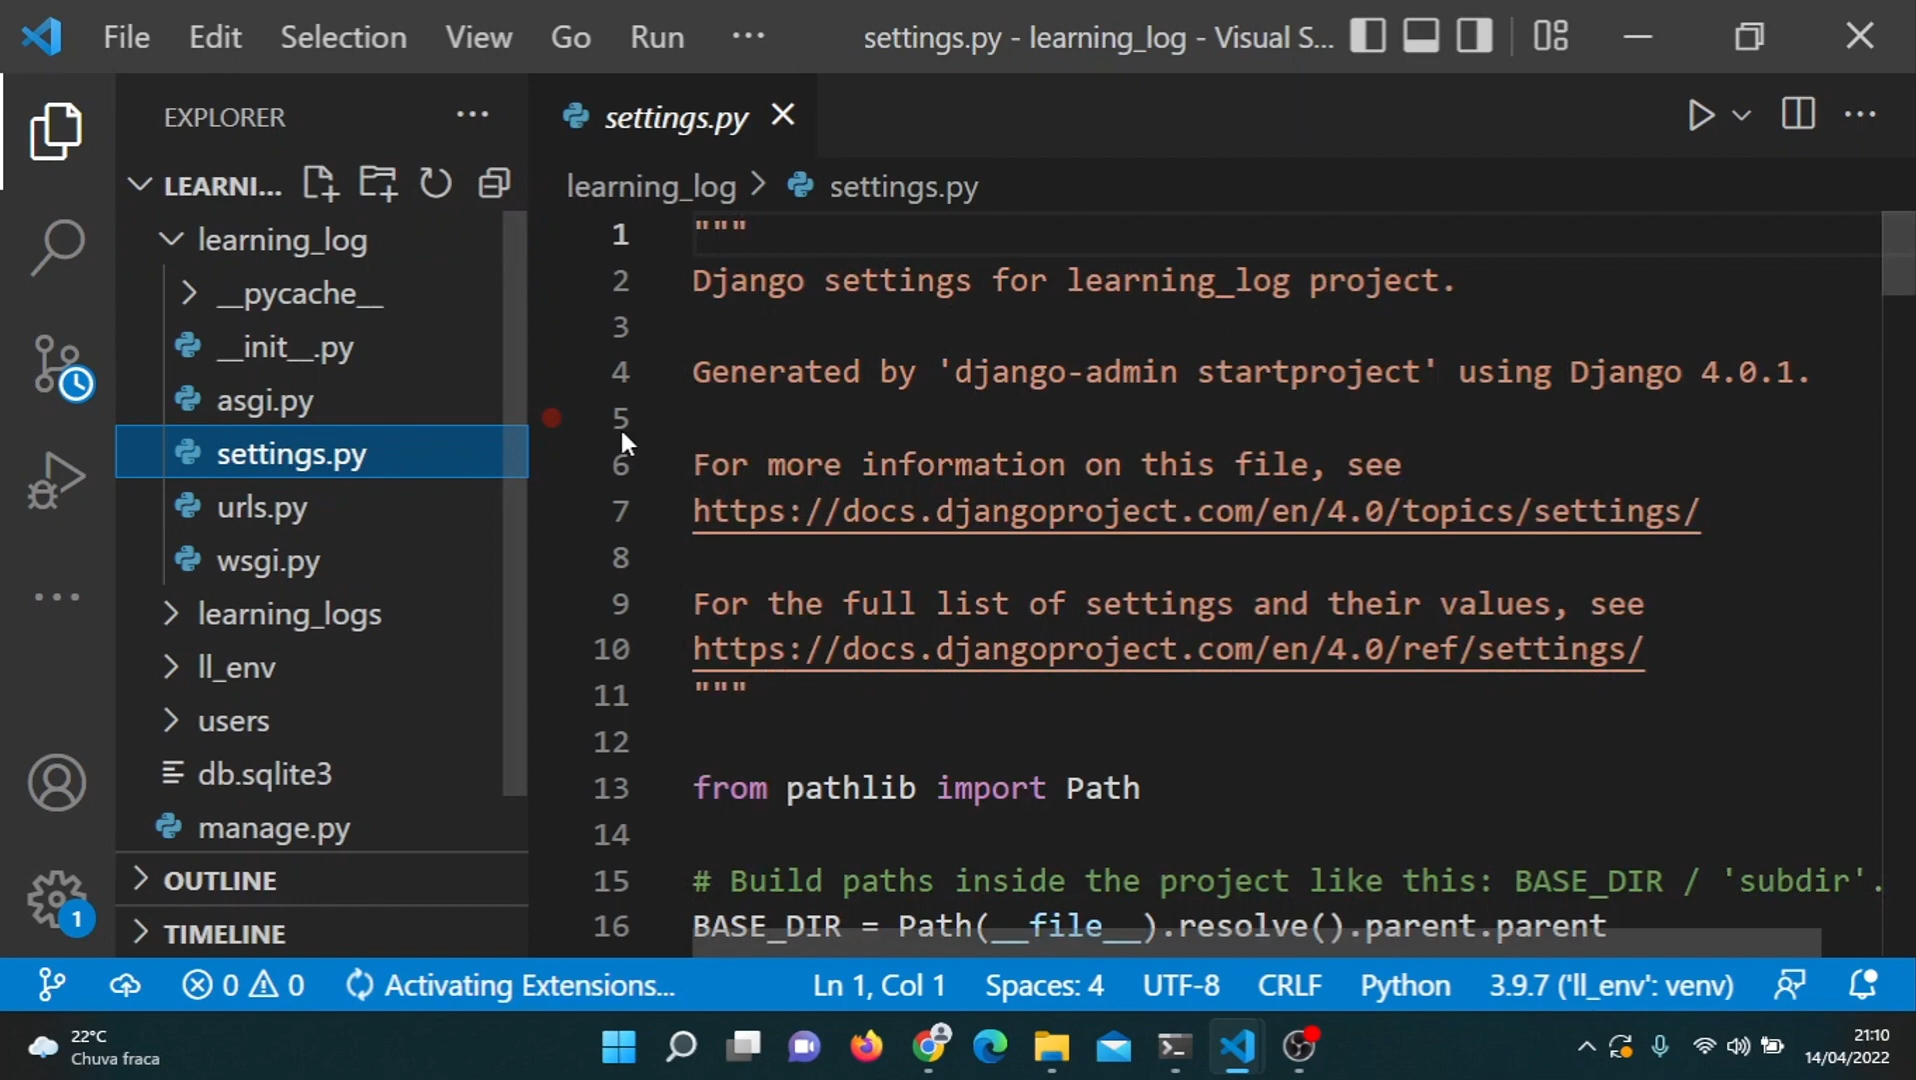 File Edit Selection View Go Run ··· settings.py - learning_log - Visual S...
EXPLORER ···
settings.py
LEARNI...
learning_log > settings.py
learning_log
__pycache__
__init__.py
asgi.py
settings.py
urls.py
wsgi.py
learning_logs
ll_env
users
db.sqlite3
manage.py
OUTLINE
TIMELINE
1 """
2 Django settings for learning_log project.
3
4 Generated by 'django-admin startproject' using Django 4.0.1.
5
6 For more information on this file, see
7 https://docs.djangoproject.com/en/4.0/topics/settings/
8
9 For the full list of settings and their values, see
10 https://docs.djangoproject.com/en/4.0/ref/settings/
11 """
12
13 from pathlib import Path
14
15 # Build paths inside the project like this: BASE_DIR / 'subdir'.
16 BASE_DIR = Path(__file__).resolve().parent.parent
1
0 0 Activating Extensions... Ln 1, Col 1 Spaces: 4 UTF-8 CRLF Python 3.9.7 ('ll_env': venv)
22°C
Chuva fraca
21:10
14/04/2022